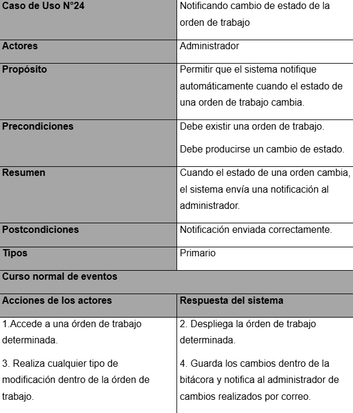 Caso de Uso N°24
Notificando cambio de estado de la
orden de trabajo
Actores
Administrador
Propósito
Permitir que el sistema notifique
automáticamente cuando el estado de
una orden de trabajo cambia.
Precondiciones
Debe existir una orden de trabajo.
Debe producirse un cambio de estado.
Resumen
Cuando el estado de una orden cambia,
el sistema envía una notificación al
administrador.
Postcondiciones
Notificación enviada correctamente.
Tipos
Primario
Curso normal de eventos
Acciones de los actores
Respuesta del sistema
1.Accede a una órden de trabajo
determinada.
2. Despliega la órden de trabajo
determinada.
3. Realiza cualquier tipo de
modificación dentro de la órden de
trabajo.
4. Guarda los cambios dentro de la
bitácora y notifica al administrador de
cambios realizados por correo.